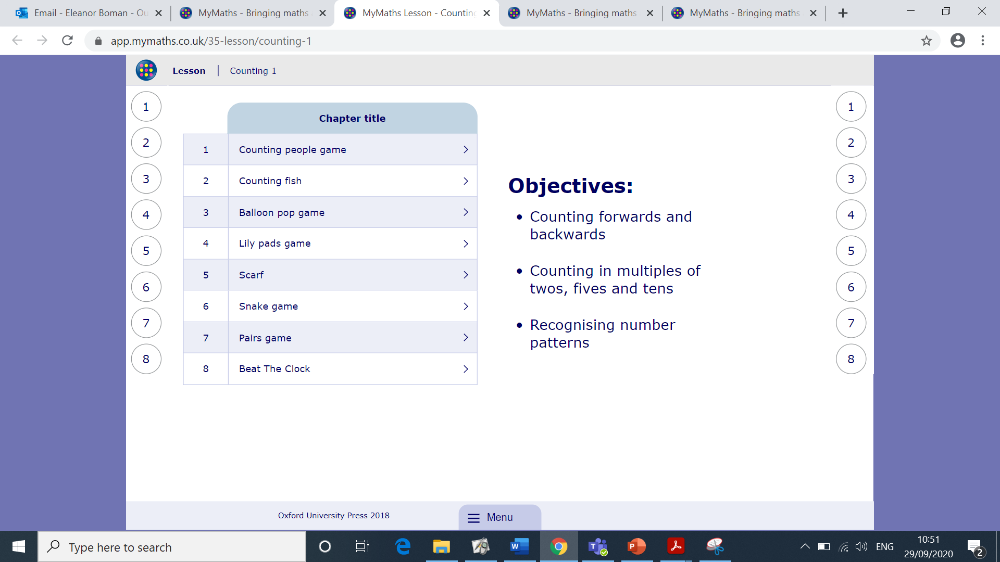 Email - Eleanor Boman - Ou
MyMaths - Bringing maths
MyMaths Lesson - Counting
MyMaths - Bringing maths
MyMaths - Bringing maths
app.mymaths.co.uk/35-lesson/counting-1
Lesson | Counting 1
1
2
3
4
5
6
7
8
Chapter title
1 Counting people game
2 Counting fish
3 Balloon pop game
4 Lily pads game
5 Scarf
6 Snake game
7 Pairs game
8 Beat The Clock
Objectives:
• Counting forwards and
backwards
• Counting in multiples of
twos, fives and tens
• Recognising number
patterns
1
2
3
4
5
6
7
8
Oxford University Press 2018
Menu
Type here to search
ENG
10:51
29/09/2020
2